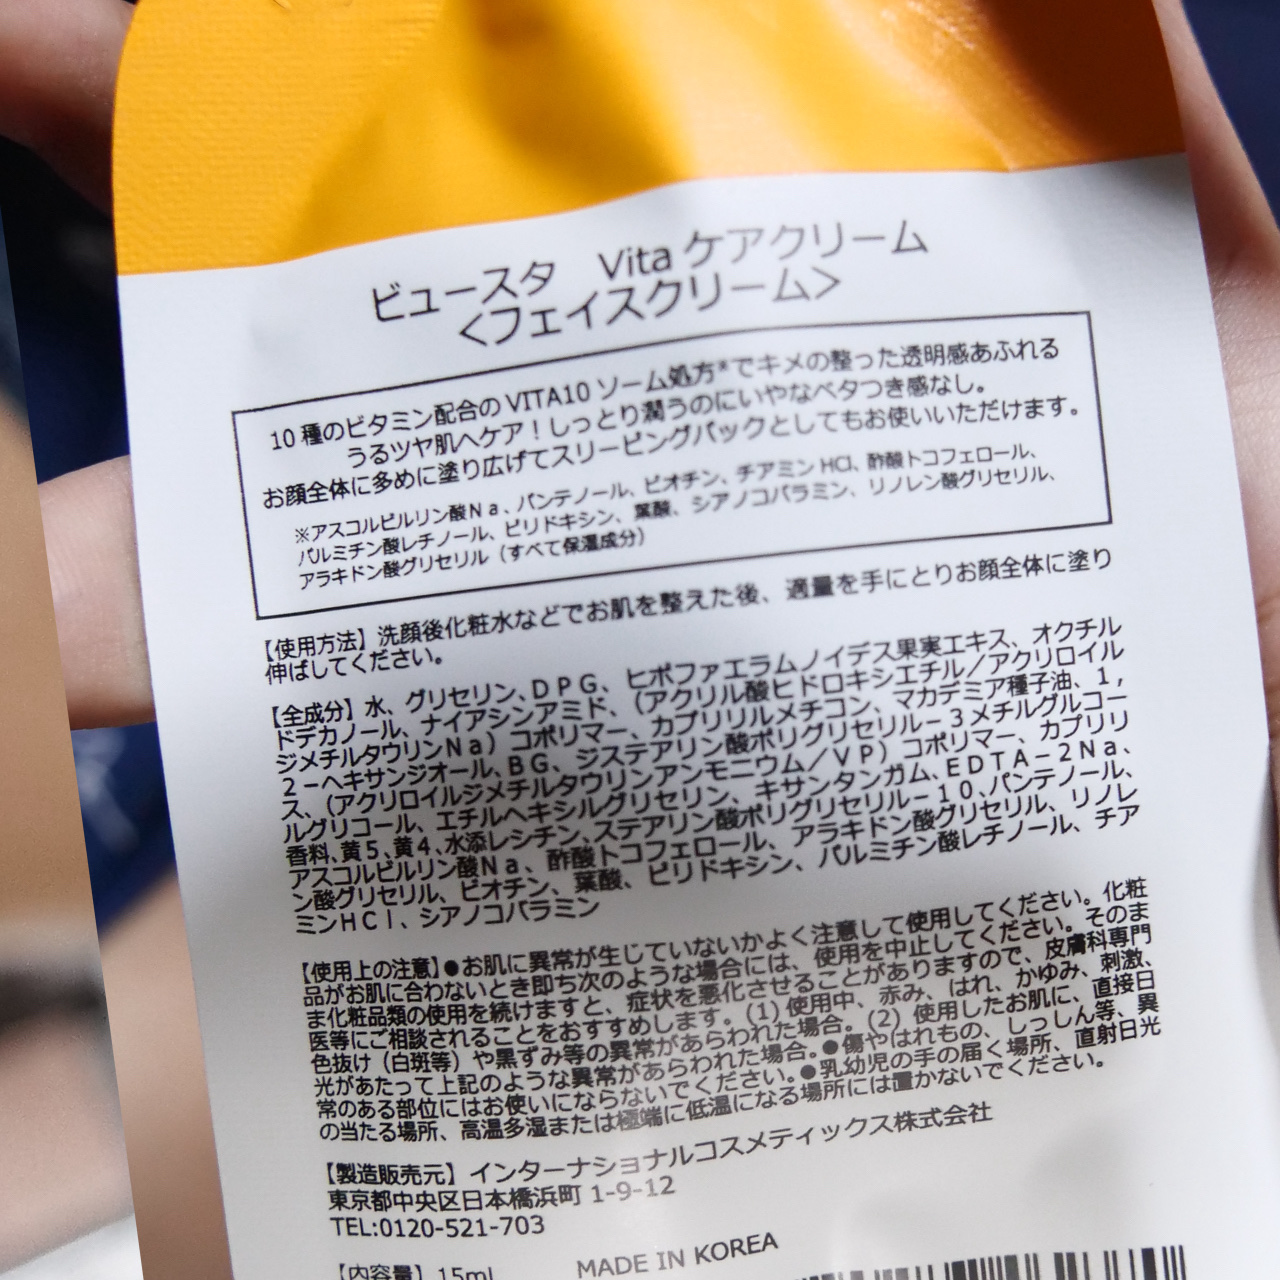 ビュースタ Vita ケアクリーム
<フェイスクリーム>
10 種のビタミン配合の VITA10 ソーム処方※でキメの整った透明感あふれる
うるツヤ肌へケア！しっとり潤うのにいやなベタつき感なし。
お顔全体に多めに塗り広げてスリーピングパックとしてもお使いいただけます。
※アスコルビルリン酸Ｎａ、パンテノール、ビオチン、チアミン HCl、酢酸トコフェロール、
パルミチン酸レチノール、ピリドキシン、葉酸、シアノコバラミン、リノレン酸グリセリル、
アラキドン酸グリセリル（すべて保湿成分）
【使用方法】洗顔後化粧水などでお肌を整えた後、適量を手にとりお顔全体に塗り
伸ばしてください。
【全成分】水、グリセリン、ＤＰＧ、ヒポファエラムノイデス果実エキス、オクチル
ドデカノール、ナイアシンアミド、（アクリル酸ヒドロキシエチル／アクリロイル
ジメチルタウリンＮａ）コポリマー、カプリリルメチコン、マカデミア種子油、１，
２－ヘキサンジオール、ＢＧ、ジステアリン酸ポリグリセリル－３メチルグルコー
ス、（アクリロイルジメチルタウリンアンモニウム／ＶＰ）コポリマー、カプリリ
ルグリコール、エチルヘキシルグリセリン、キサンタンガム、ＥＤＴＡ－２Ｎａ、
香料、黄５、黄４、水添レシチン、ステアリン酸ポリグリセリル－１０、パンテノール、
アスコルビルリン酸Ｎａ、酢酸トコフェロール、アラキドン酸グリセリル、リノレ
ン酸グリセリル、ビオチン、葉酸、ピリドキシン、パルミチン酸レチノール、チア
ミンＨＣｌ、シアノコバラミン
【使用上の注意】●お肌に異常が生じていないかよく注意して使用してください。化粧
品がお肌に合わないとき即ち次のような場合には、使用を中止してください。そのま
ま化粧品類の使用を続けますと、症状を悪化させることがありますので、皮膚科専門
医等にご相談されることをおすすめします。(1) 使用中、赤み、はれ、かゆみ、刺激、
色抜け（白斑等）や黒ずみ等の異常があらわれた場合。(2) 使用したお肌に、直接日
光があたって上記のような異常があらわれた場合。●傷やはれもの、しっしん等、異
常のある部位にはお使いにならないでください。●乳幼児の手の届く場所、直射日光
の当たる場所、高温多湿または極端に低温になる場所には置かないでください。
【製造販売元】インターナショナルコスメティックス株式会社
東京都中央区日本橋浜町 1-9-12
TEL:0120-521-703
【内容量】15mL
MADE IN KOREA